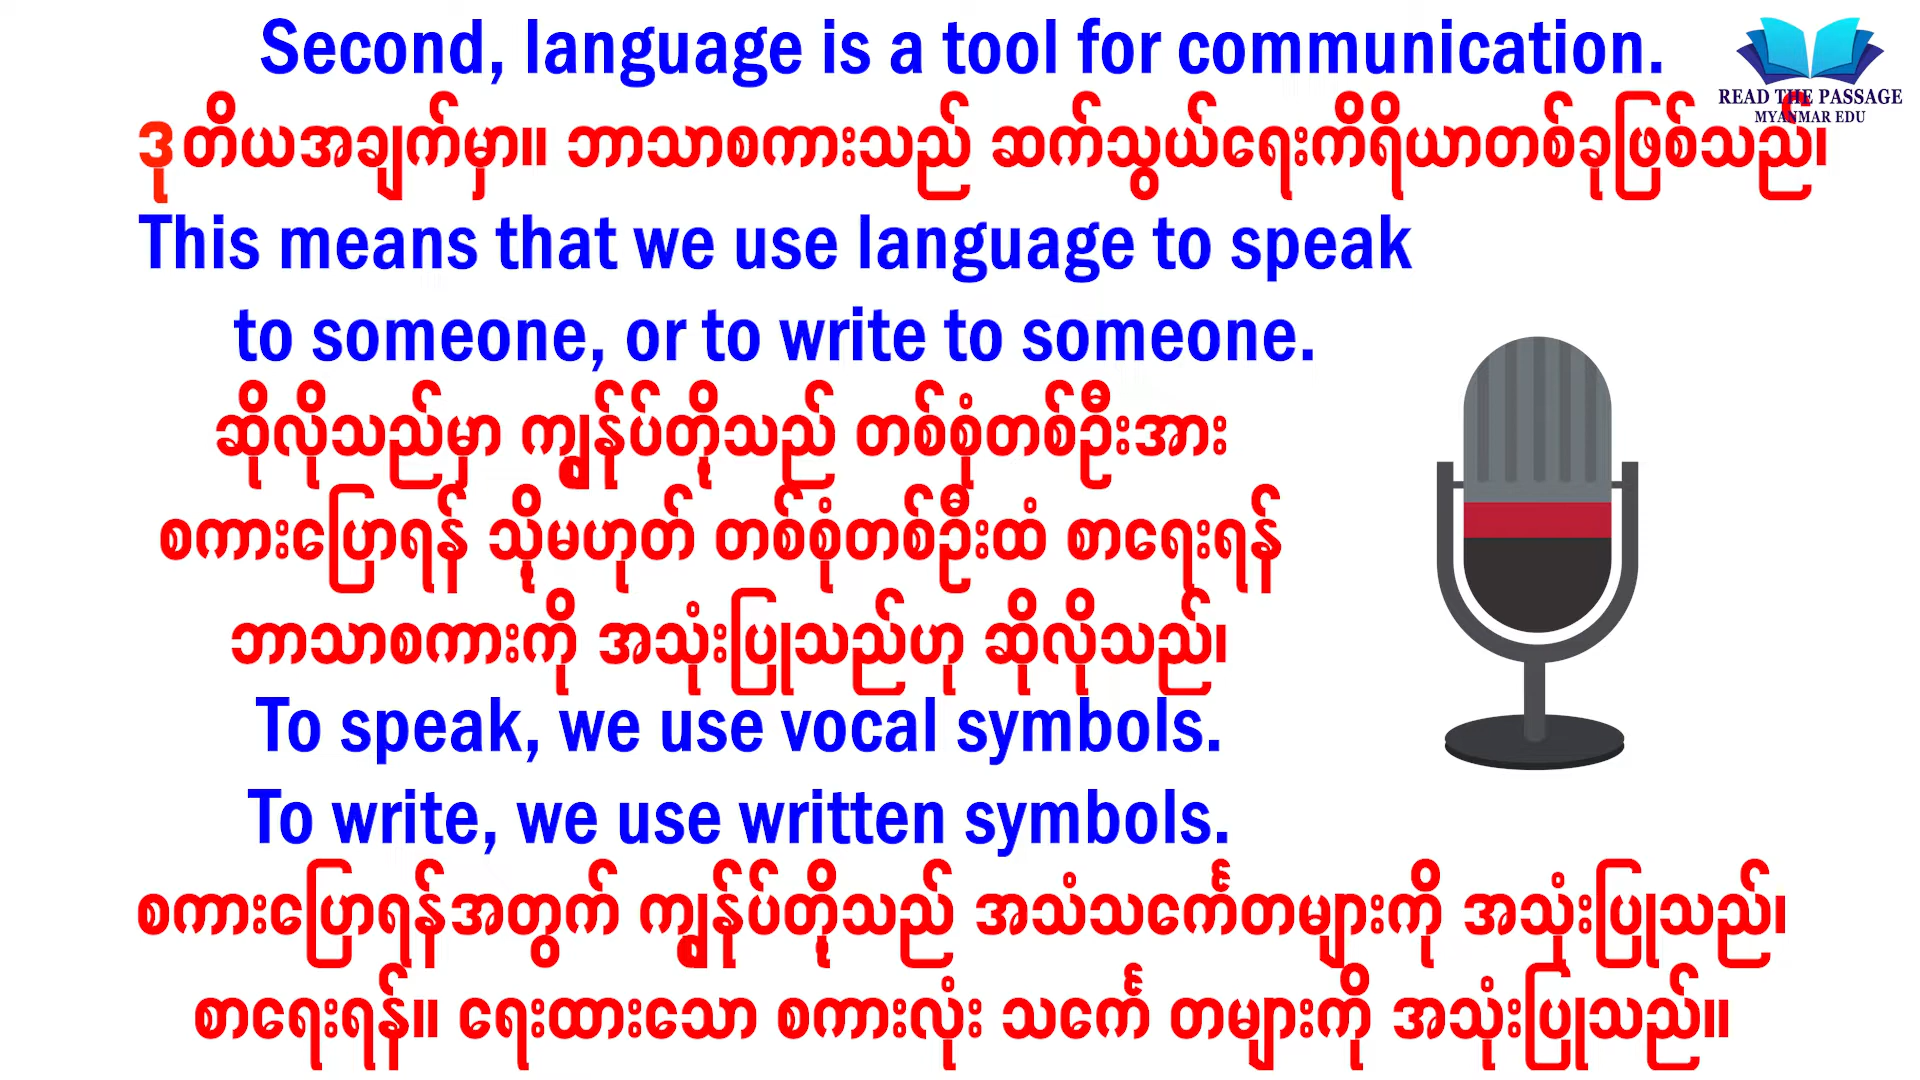 Second, language is a tool for communication.
READ THE PASSAGE
MYANMAR EDU
ဒုတိယအချက်မှာ။ ဘာသာစကားသည် ဆက်သွယ်ရေးကိရိယာတစ်ခုဖြစ်သည်၊
This means that we use language to speak
to someone, or to write to someone.
ဆိုလိုသည်မှာ ကျွန်ုပ်တို့သည် တစ်စုံတစ်ဦးအား
စကားပြောရန် သို့မဟုတ် တစ်စုံတစ်ဦးထံ စာရေးရန်
ဘာသာစကားကို အသုံးပြုသည်ဟု ဆိုလိုသည်၊
To speak, we use vocal symbols.
To write, we use written symbols.
စကားပြောရန်အတွက် ကျွန်ုပ်တို့သည် အသံသင်္ကေတများကို အသုံးပြုသည်၊
စာရေးရန်။ ရေးထားသော စကားလုံး သင်္ကေ တများကို အသုံးပြုသည်။